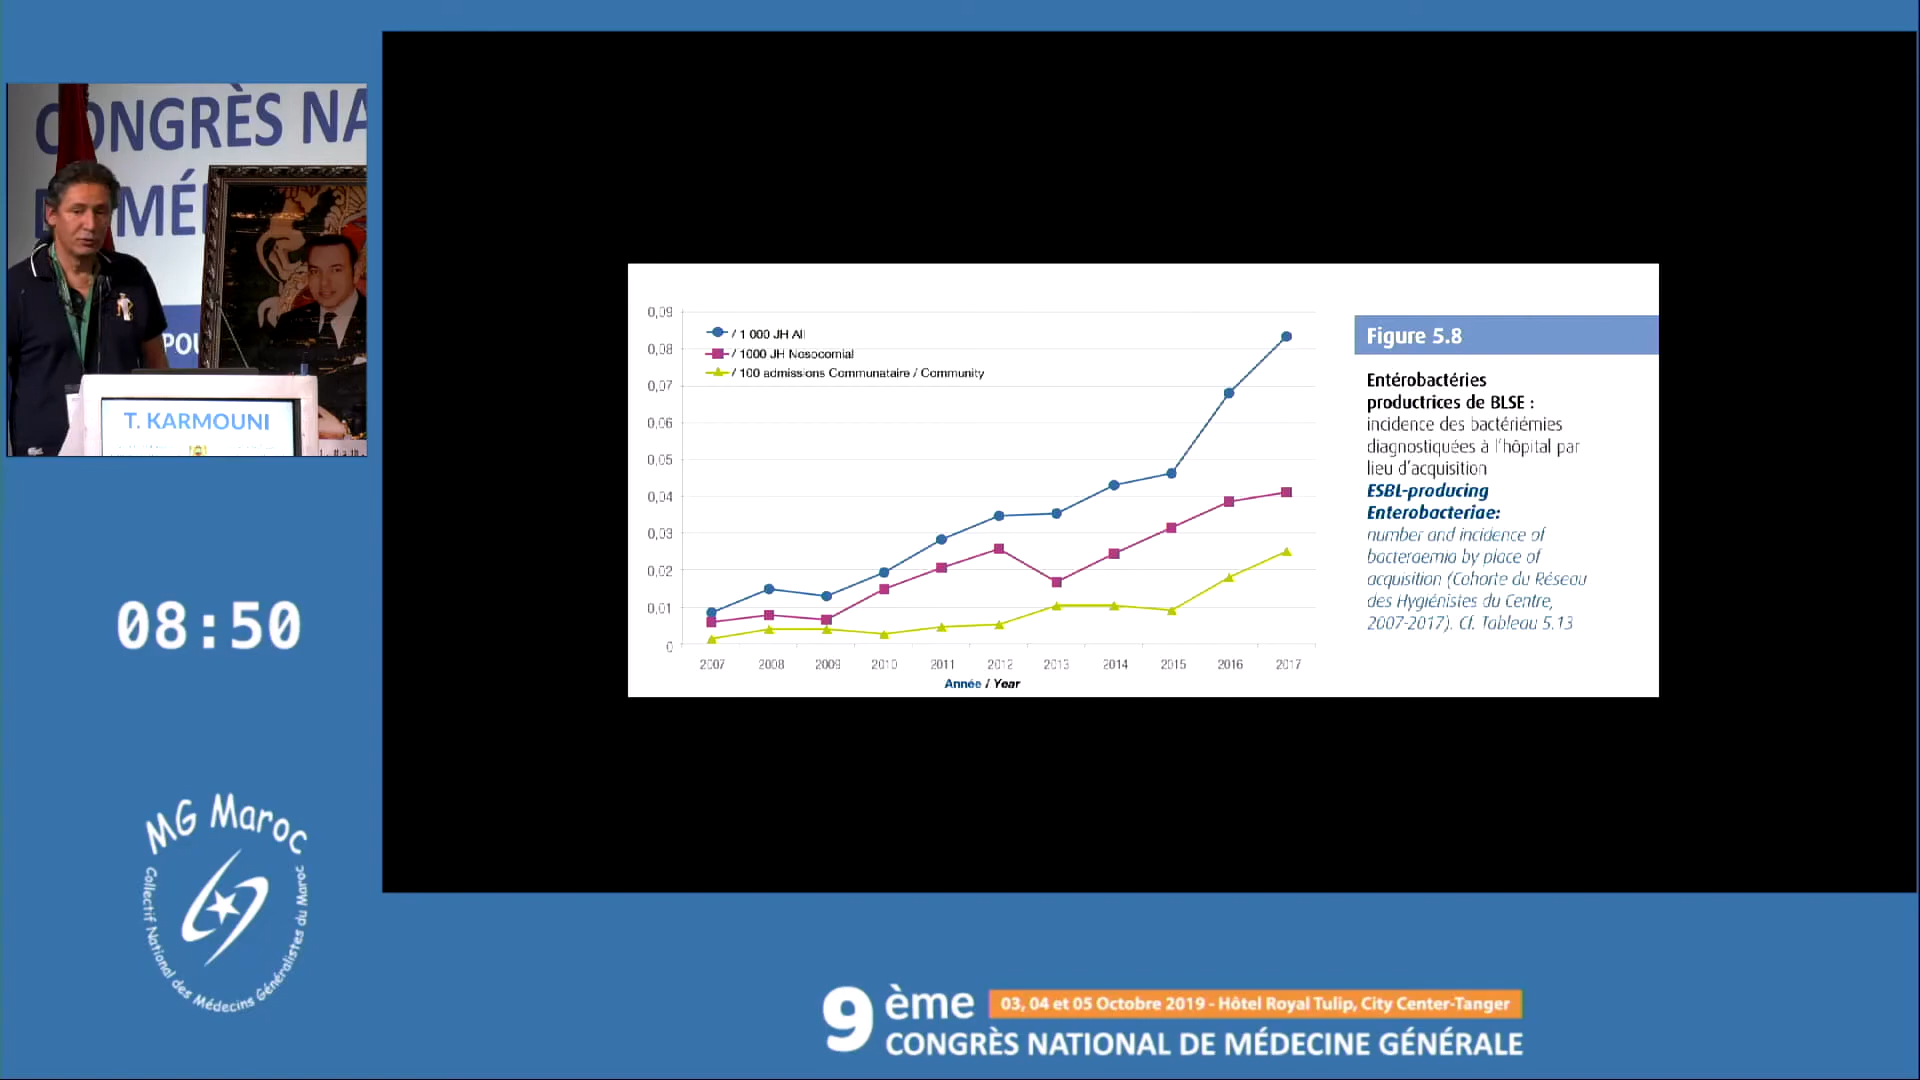 CONGRÈS NA
MÉ
POU
T. KARMOUNI
08:50
MG Maroc
Collectif National des Médecins Généralistes du Maroc
0,09
0,08
0,07
0,06
0,05
0,04
0,03
0,02
0,01
0
/ 1 000 JH All
/ 1000 JH Nosocomial
/ 100 admissions Communataire / Community
2007 2008 2009 2010 2011 2012 2013 2014 2015 2016 2017
Année / Year
Figure 5.8
Entérobactéries
productrices de BLSE :
incidence des bactériémies
diagnostiquées à l'hôpital par
lieu d'acquisition
ESBL-producing
Enterobacteriae:
number and incidence of
bacteraemia by place of
acquisition (Cohorte du Réseau
des Hygiénistes du Centre,
2007-2017). Cf. Tableau 5.13
9ème
03, 04 et 05 Octobre 2019 - Hôtel Royal Tulip, City Center-Tanger
CONGRÈS NATIONAL DE MÉDECINE GÉNÉRALE